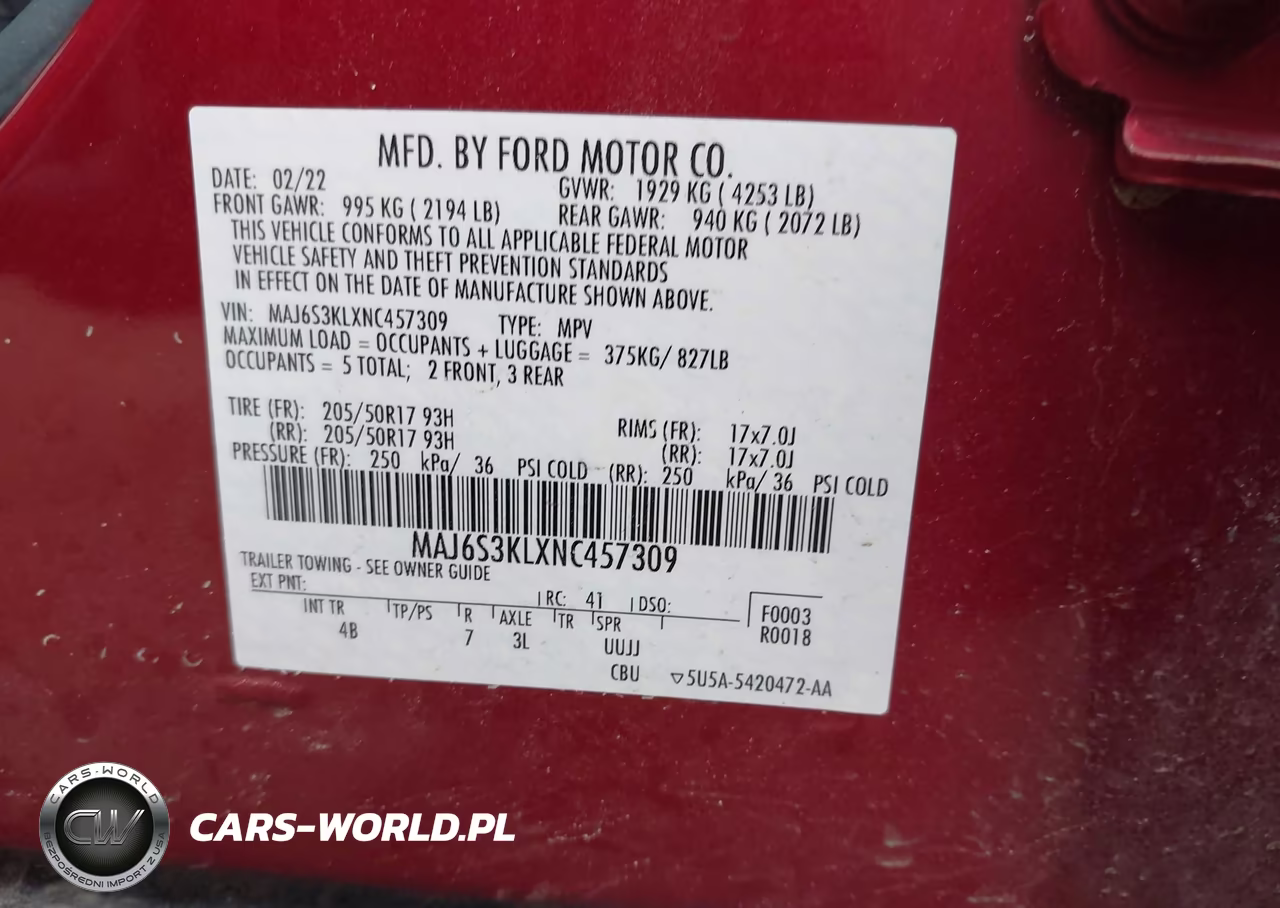 MFD. BY FORD MOTOR CO.
DATE: 02/22 GVWR: 1929 KG ( 4253 LB)
FRONT GAWR: 995 KG ( 2194 LB) REAR GAWR: 940 KG ( 2072 LB)
THIS VEHICLE CONFORMS TO ALL APPLICABLE FEDERAL MOTOR
VEHICLE SAFETY AND THEFT PREVENTION STANDARDS
IN EFFECT ON THE DATE OF MANUFACTURE SHOWN ABOVE.
VIN: MAJ6S3KLXNC457309 TYPE: MPV
MAXIMUM LOAD = OCCUPANTS + LUGGAGE = 375KG/ 827LB
OCCUPANTS = 5 TOTAL; 2 FRONT, 3 REAR
TIRE (FR): 205/50R17 93H RIMS (FR): 17x7.0J
(RR): 205/50R17 93H (RR): 17x7.0J
PRESSURE (FR): 250 kPa/ 36 PSI COLD (RR): 250 kPa/ 36 PSI COLD
MAJ6S3KLXNC457309
TRAILER TOWING - SEE OWNER GUIDE
EXT PNT: RC: 41 DSO:
INT TR TP/PS R AXLE TR SPR F0003
4B 7 3L UUJJ R0018
CBU 5U5A-5420472-AA
CARS-WORLD
CW
BEZPOŚREDNI IMPORT Z USA
CARS-WORLD.PL